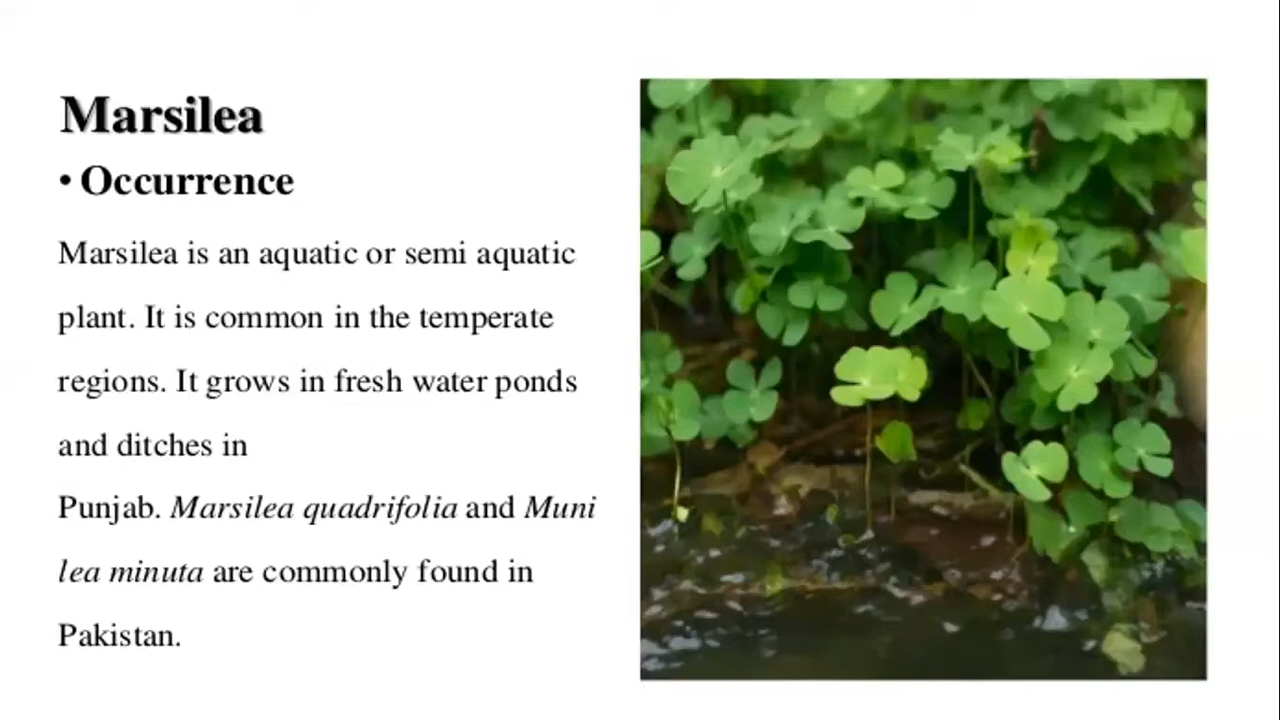 Marsilea
• Occurrence
Marsilea is an aquatic or semi aquatic
plant. It is common in the temperate
regions. It grows in fresh water ponds
and ditches in
Punjab. Marsilea quadrifolia and Muni
lea minuta are commonly found in
Pakistan.